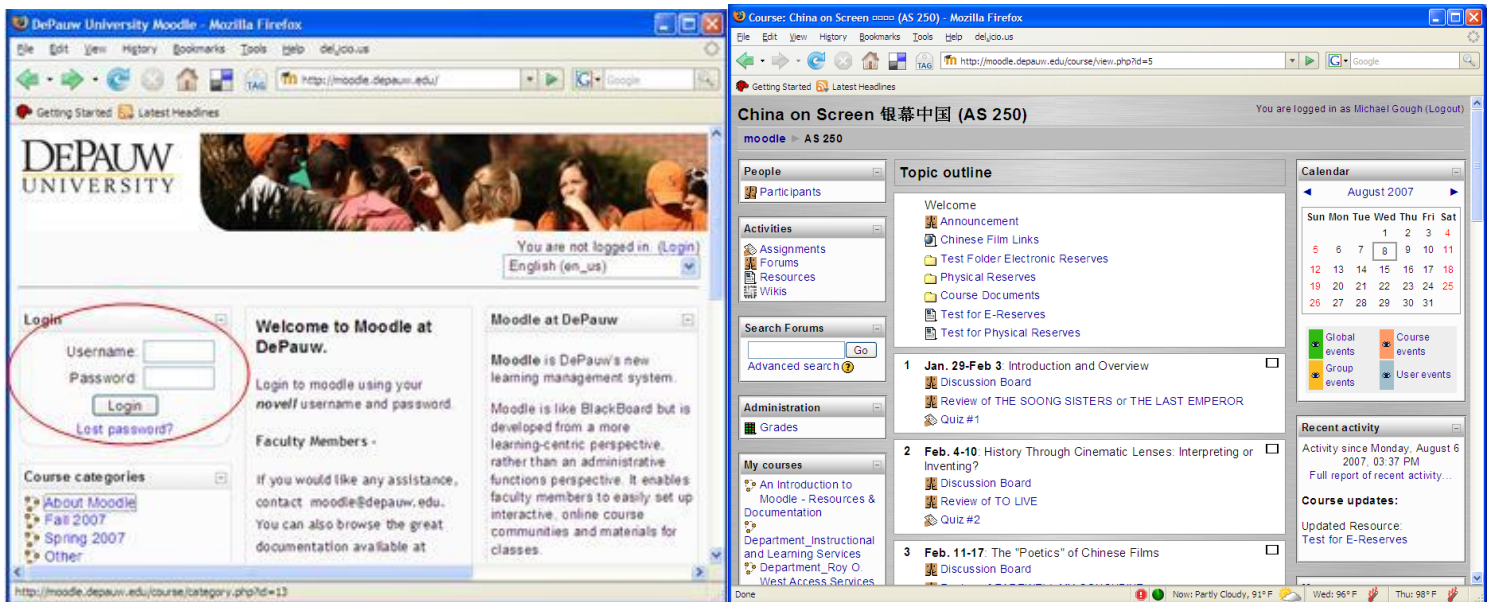 DePauw University Moodle - Mozilla Firefox
File Edit View History Bookmarks Tools Help del.icio.us
TAG http://moodle.depauw.edu/ G Google
Getting Started Latest Headlines
DEPAUW
UNIVERSITY
You are not logged in. (Login)
English (en_us)
Login
Username:
Password:
Login
Lost password?
Course categories
About Moodle
Fall 2007
Spring 2007
Other
Welcome to Moodle at
DePauw.
Login to moodle using your
novell username and password.
Faculty Members -
If you would like any assistance,
contact moodle@depauw.edu.
You can also browse the great
documentation available at
Moodle at DePauw
Moodle is DePauw's new
learning management system.
Moodle is like BlackBoard but is
developed from a more
learning-centric perspective,
rather than an administrative
functions perspective. It enables
faculty members to easily set up
interactive, online course
communities and materials for
classes.
http://moodle.depauw.edu/course/category.php?id=13
Course: China on Screen □□□□ (AS 250) - Mozilla Firefox
File Edit View History Bookmarks Tools Help del.icio.us
TAG http://moodle.depauw.edu/course/view.php?id=5 G Google
Getting Started Latest Headlines
China on Screen 银幕中国 (AS 250)
You are logged in as Michael Gough (Logout)
moodle ► AS 250
People
Participants
Activities
Assignments
Forums
Resources
Wikis
Search Forums
Go
Advanced search ?
Administration
Grades
My courses
An Introduction to
Moodle - Resources &
Documentation
Department_Instructional
and Learning Services
Department_Roy O.
West Access Services
Topic outline
Welcome
Announcement
Chinese Film Links
Test Folder Electronic Reserves
Physical Reserves
Course Documents
Test for E-Reserves
Test for Physical Reserves
1 Jan. 29-Feb 3: Introduction and Overview
Discussion Board
Review of THE SOONG SISTERS or THE LAST EMPEROR
Quiz #1
2 Feb. 4-10: History Through Cinematic Lenses: Interpreting or
Inventing?
Discussion Board
Review of TO LIVE
Quiz #2
3 Feb. 11-17: The "Poetics" of Chinese Films
Discussion Board
Calendar
August 2007
Sun Mon Tue Wed Thu Fri Sat
1 2 3 4
5 6 7 8 9 10 11
12 13 14 15 16 17 18
19 20 21 22 23 24 25
26 27 28 29 30 31
Global events
Course events
Group events
User events
Recent activity
Activity since Monday, August 6
2007, 03:37 PM
Full report of recent activity...
Course updates:
Updated Resource:
Test for E-Reserves
Done
Now: Partly Cloudy, 91° F Wed: 96° F Thu: 98° F